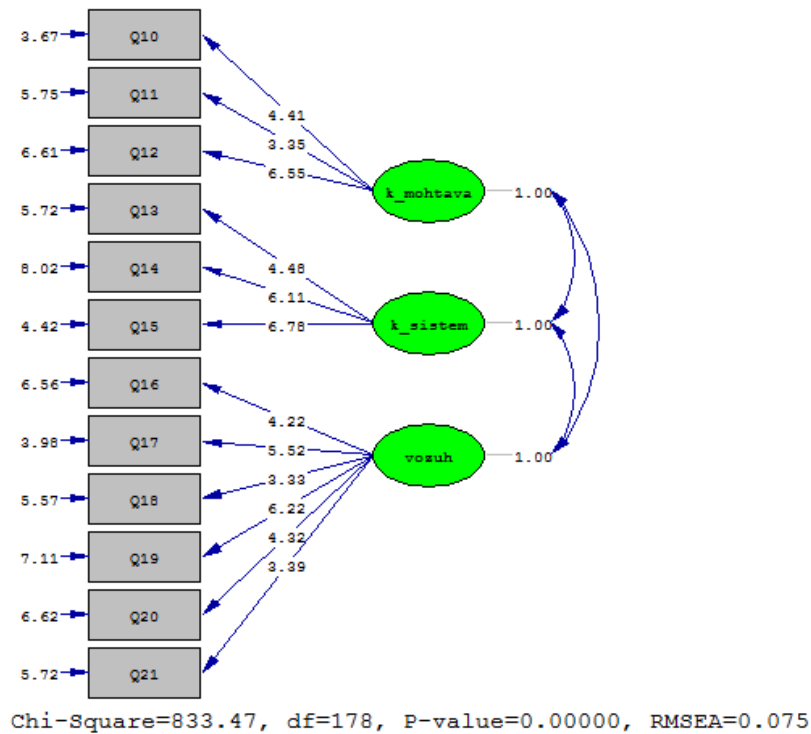 3.67 Q10
5.75 Q11
4.41
6.61 Q12
3.35
6.55
k_mohtava 1.00
5.72 Q13
8.02 Q14
4.48
6.11
4.42 Q15
6.78
k_sistem 1.00
6.56 Q16
4.22
3.98 Q17
5.52
vosuh 1.00
5.57 Q18
3.33
6.22
7.11 Q19
4.32
3.39
6.62 Q20
5.72 Q21
Chi-Square=833.47, df=178, P-value=0.00000, RMSEA=0.075